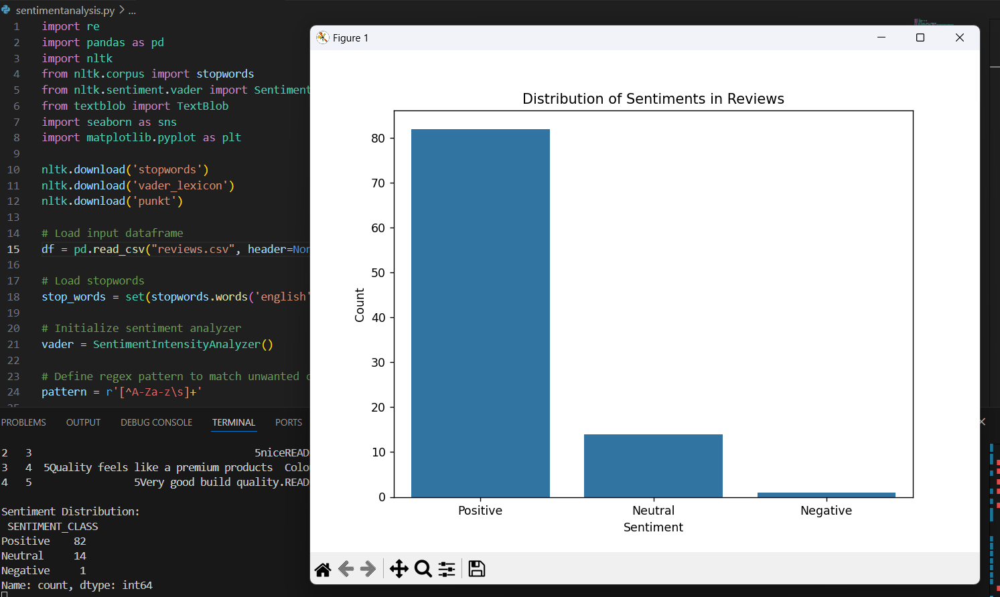 sentimentanalysis.py > ...
1 import re
2 import pandas as pd
3 import nltk
4 from nltk.corpus import stopwords
5 from nltk.sentiment.vader import Sentiment
6 from textblob import TextBlob
7 import seaborn as sns
8 import matplotlib.pyplot as plt
9
10 nltk.download('stopwords')
11 nltk.download('vader_lexicon')
12 nltk.download('punkt')
13
14 # Load input dataframe
15 df = pd.read_csv("reviews.csv", header=Non
16
17 # Load stopwords
18 stop_words = set(stopwords.words('english'
19
20 # Initialize sentiment analyzer
21 vader = SentimentIntensityAnalyzer()
22
23 # Define regex pattern to match unwanted c
24 pattern = r'[^A-Za-z\s]+'
25
PROBLEMS OUTPUT DEBUG CONSOLE TERMINAL PORTS
2 3 5niceREAD
3 4 5Quality feels like a premium products Colo
4 5 5Very good build quality.READ
Sentiment Distribution:
SENTIMENT_CLASS
Positive 82
Neutral 14
Negative 1
Name: count, dtype: int64
Figure 1
Distribution of Sentiments in Reviews
80
70
60
50
40
30
20
10
0
Count
Positive Neutral Negative
Sentiment